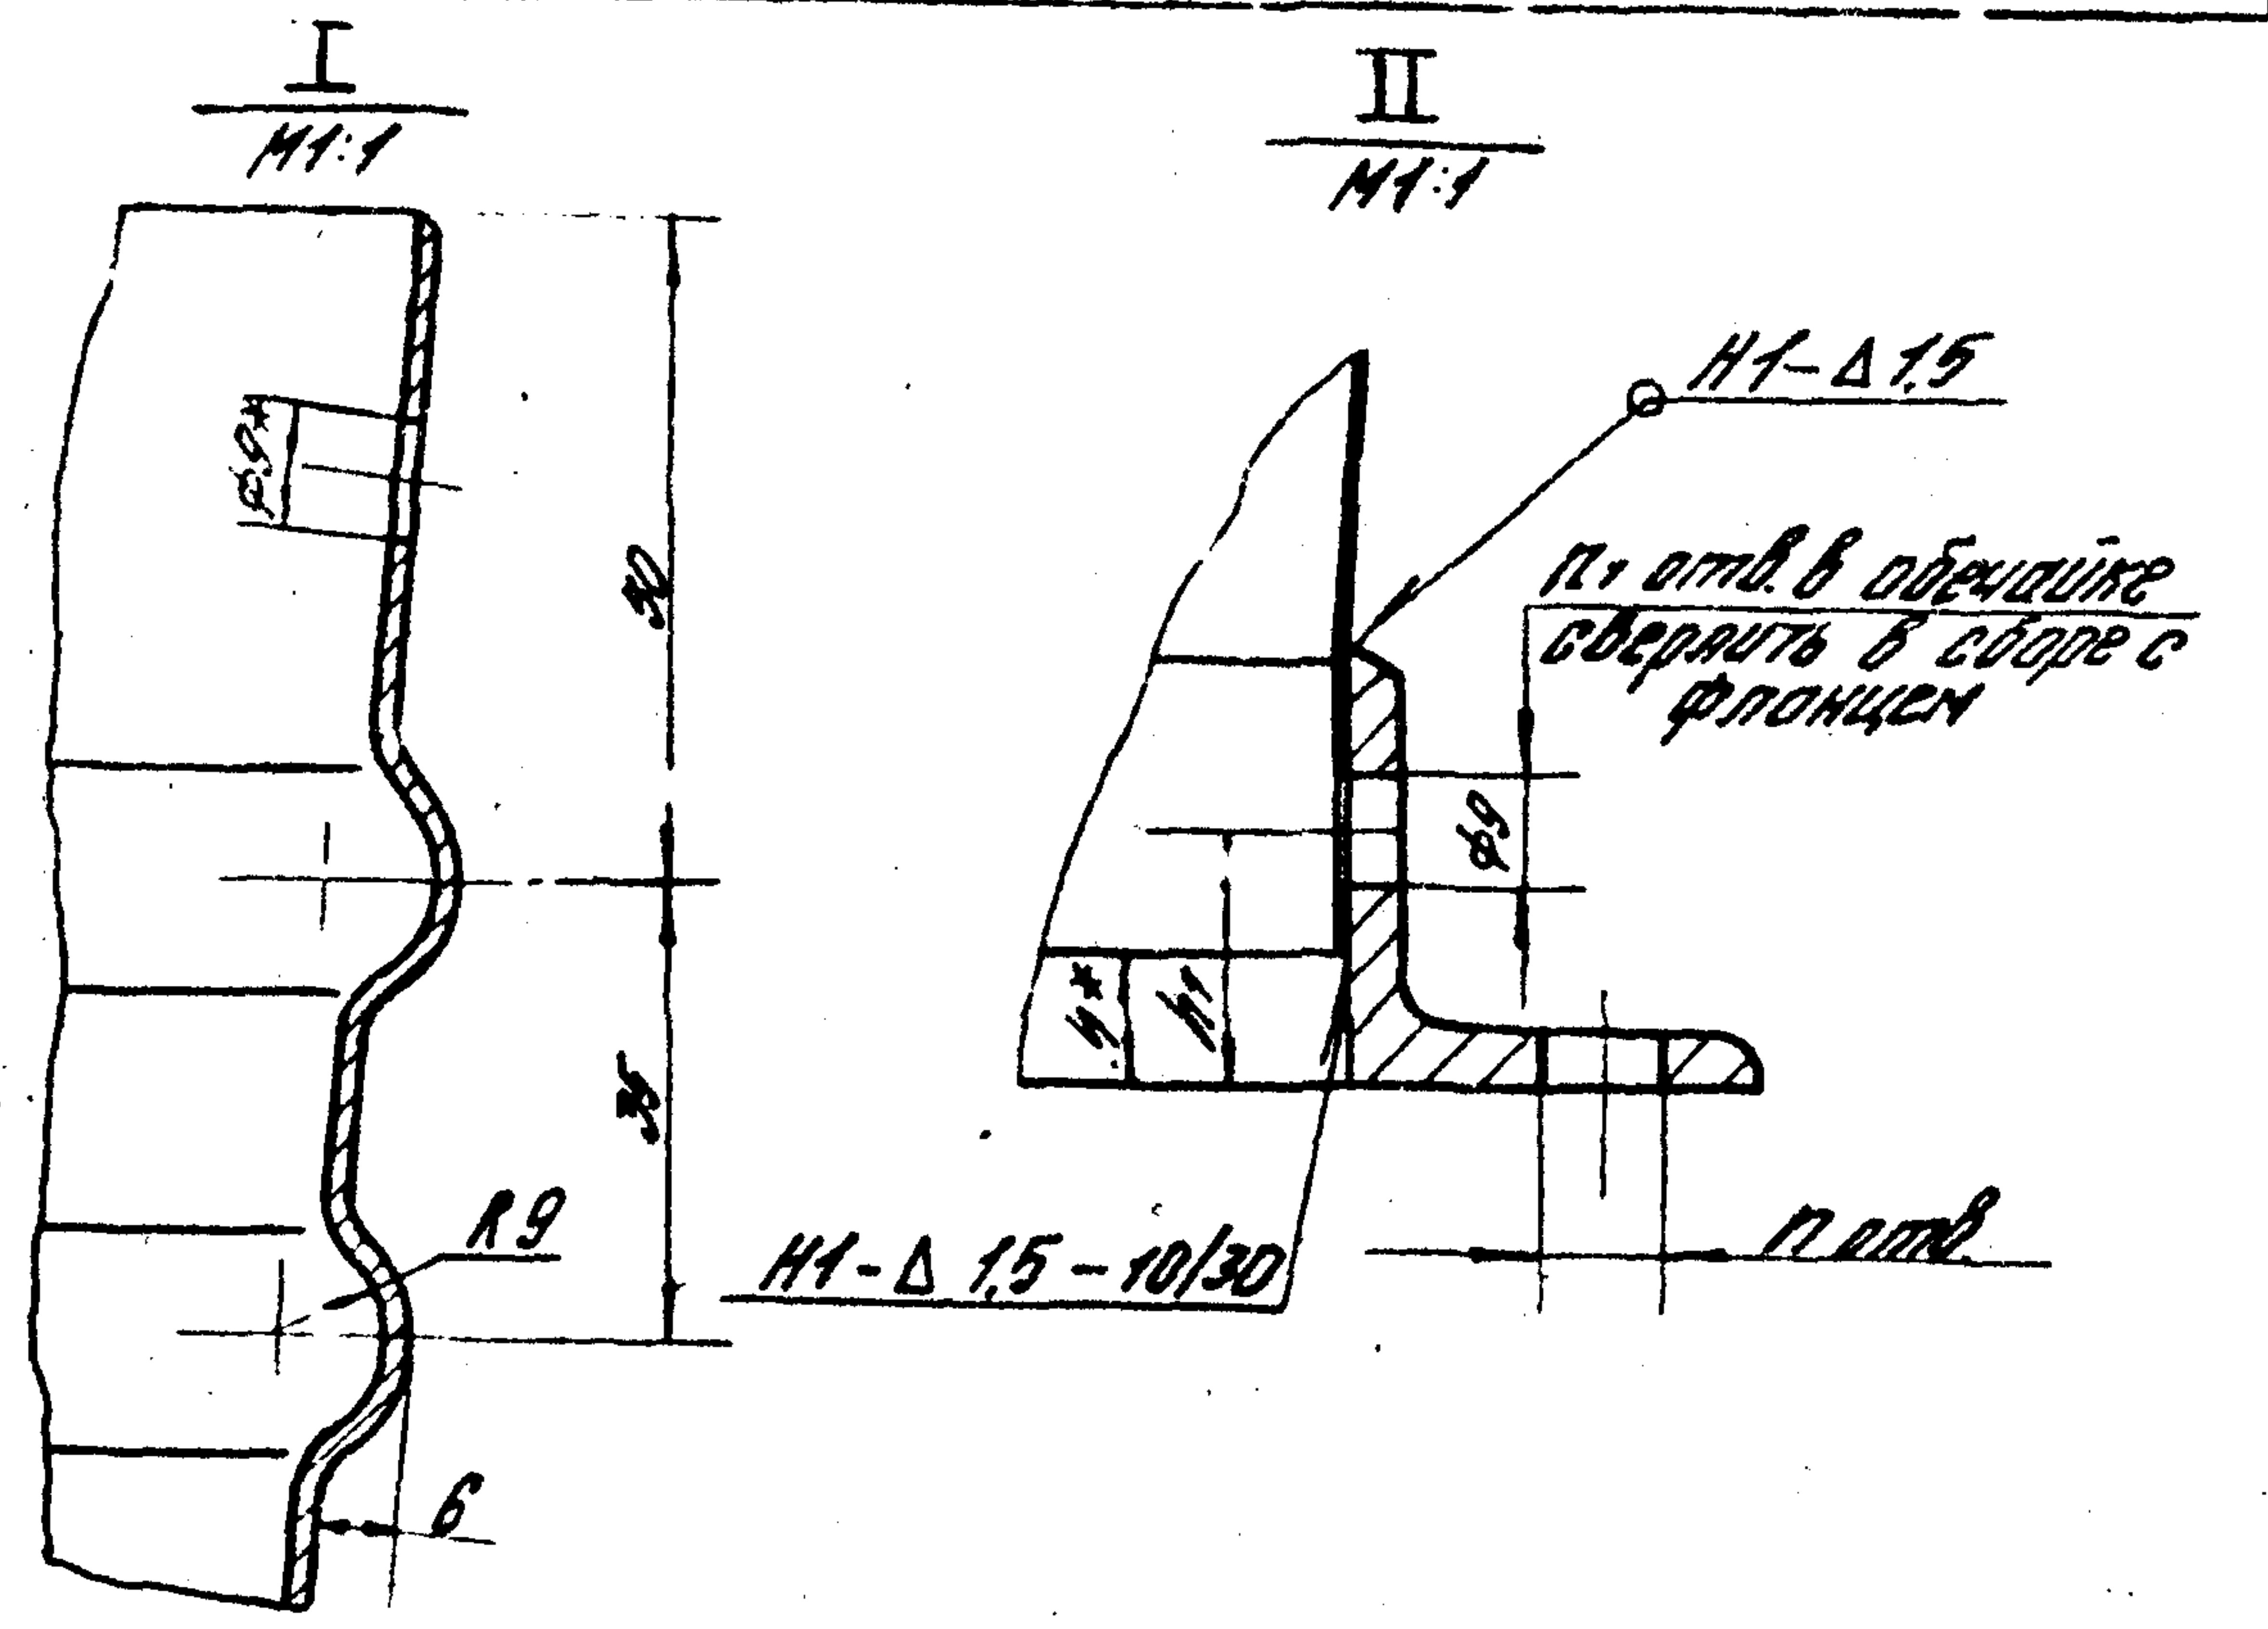 I
М1:1
II
М1:1
Н1-Δ1,5
n₁ отв. в обечайке
сверлить в сборе с
фланцем
⌀9
R9
6
Н1-Δ 1,5-10/30
n отв.